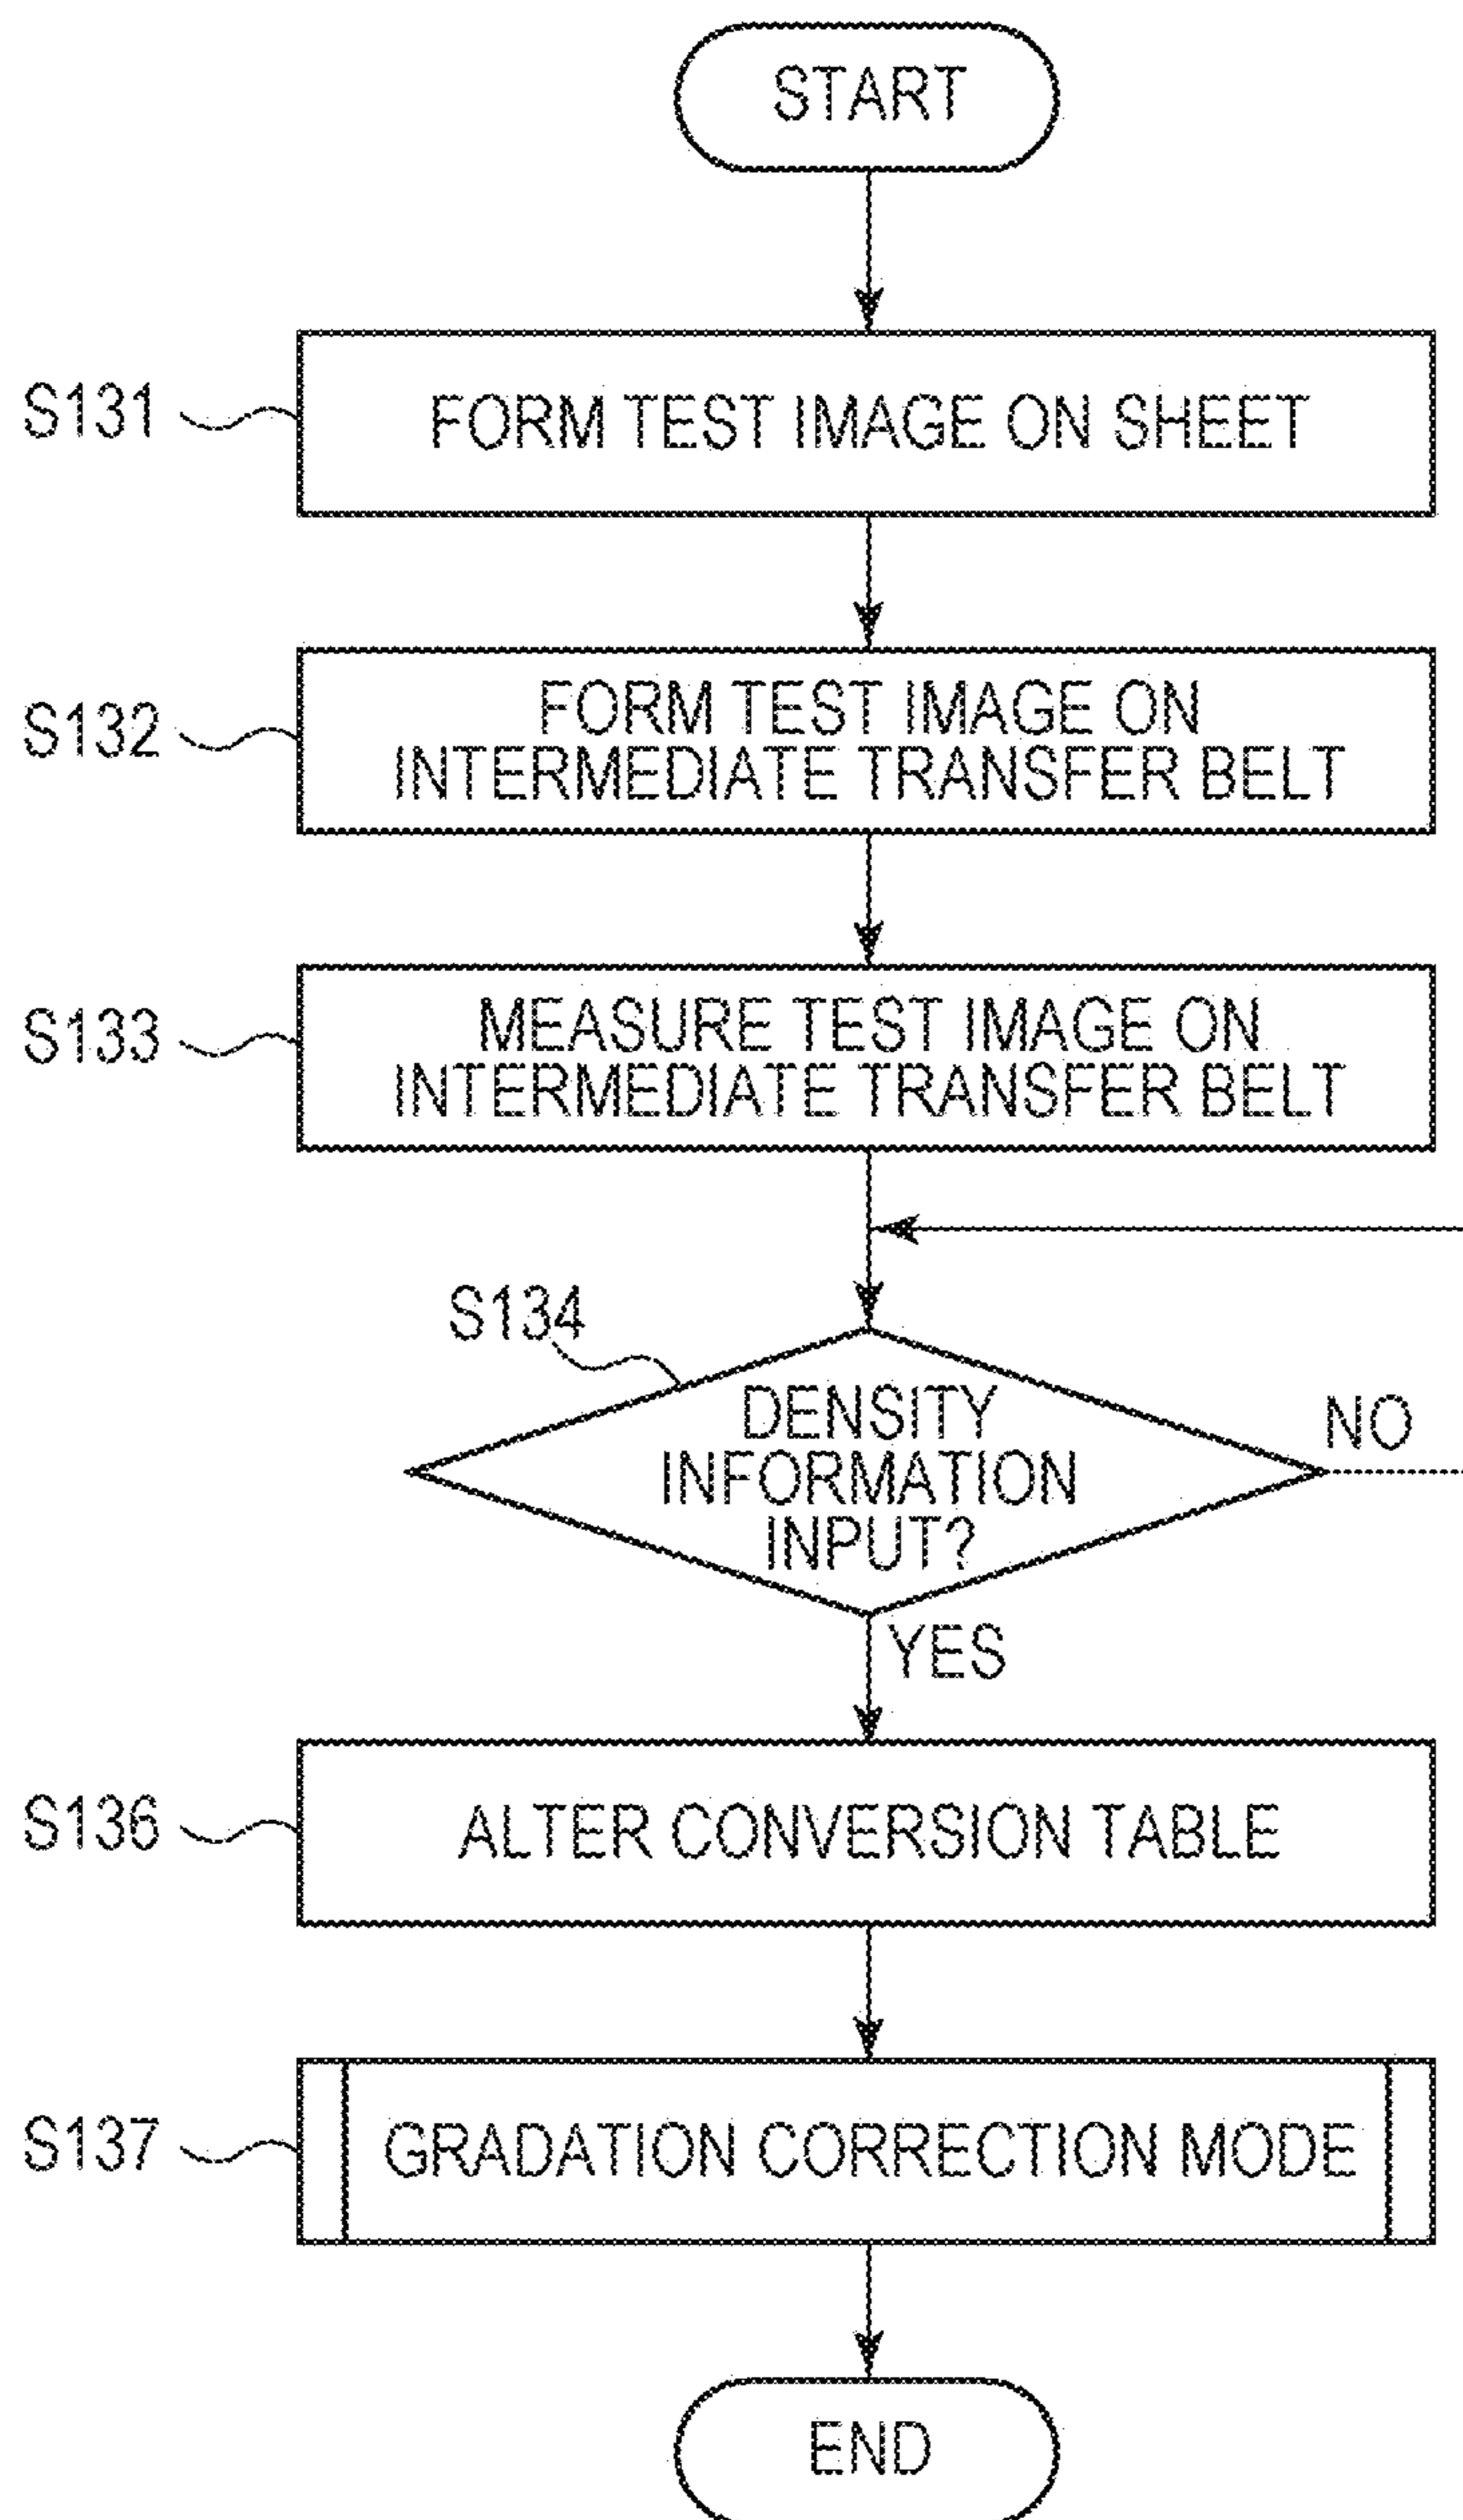 START
S131
FORM TEST IMAGE ON SHEET
S132
FORM TEST IMAGE ON
INTERMEDIATE TRANSFER BELT
S133
MEASURE TEST IMAGE ON
INTERMEDIATE TRANSFER BELT
S134
DENSITY
INFORMATION
INPUT?
NO
YES
S136
ALTER CONVERSION TABLE
S137
GRADATION CORRECTION MODE
END